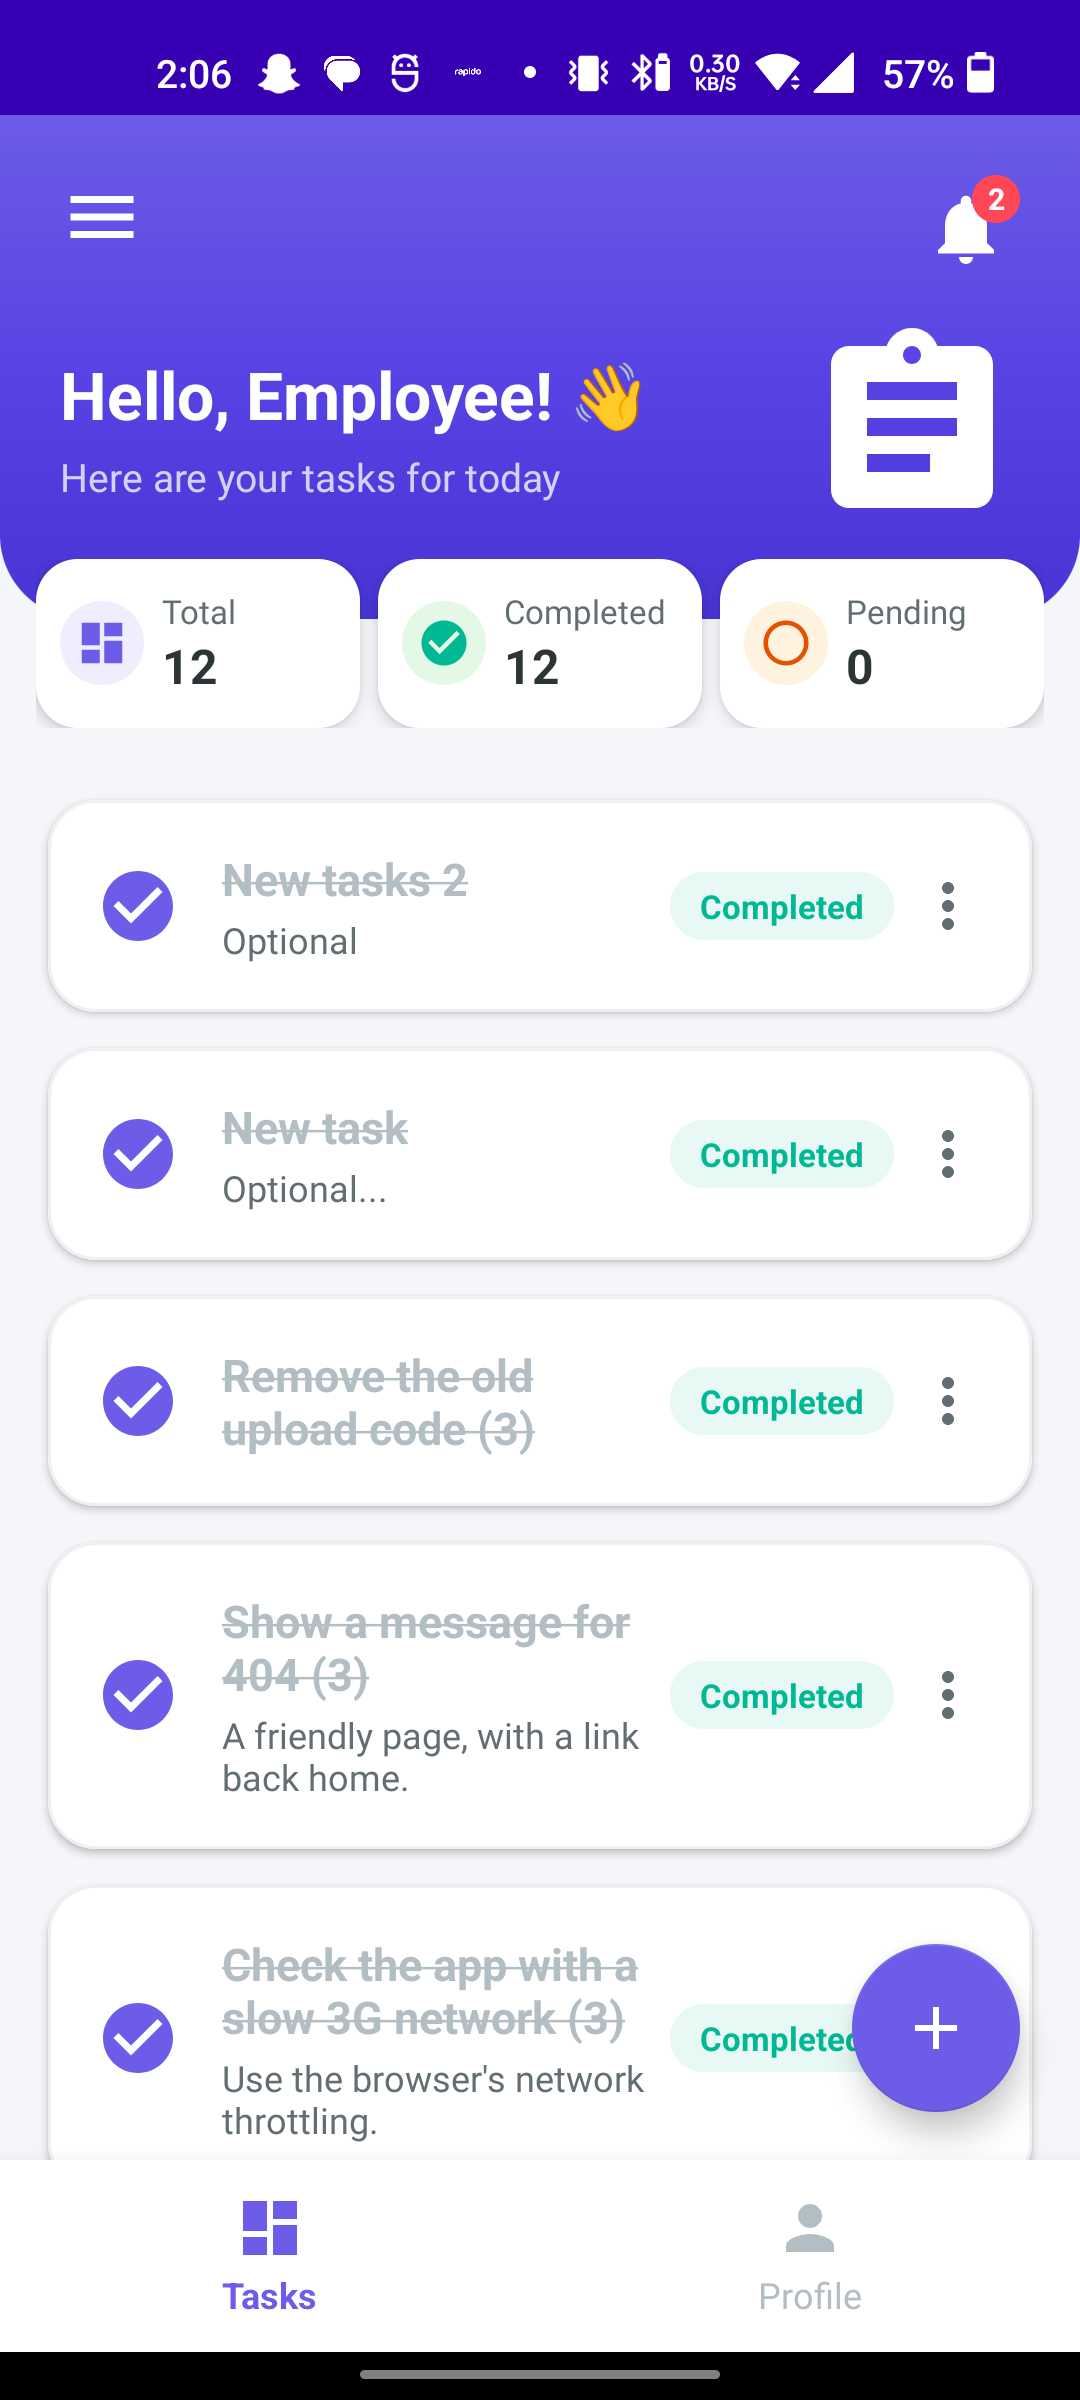 2:06
rapido
0.30
KB/S
57%
2
Hello, Employee! 👋
Here are your tasks for today
Total
12
Completed
12
Pending
0
New tasks 2
Optional
Completed
New task
Optional...
Completed
Remove the old
upload code (3)
Completed
Show a message for
404 (3)
A friendly page, with a link
back home.
Completed
Check the app with a
slow 3G network (3)
Use the browser's network
throttling.
Completed
Tasks
Profile